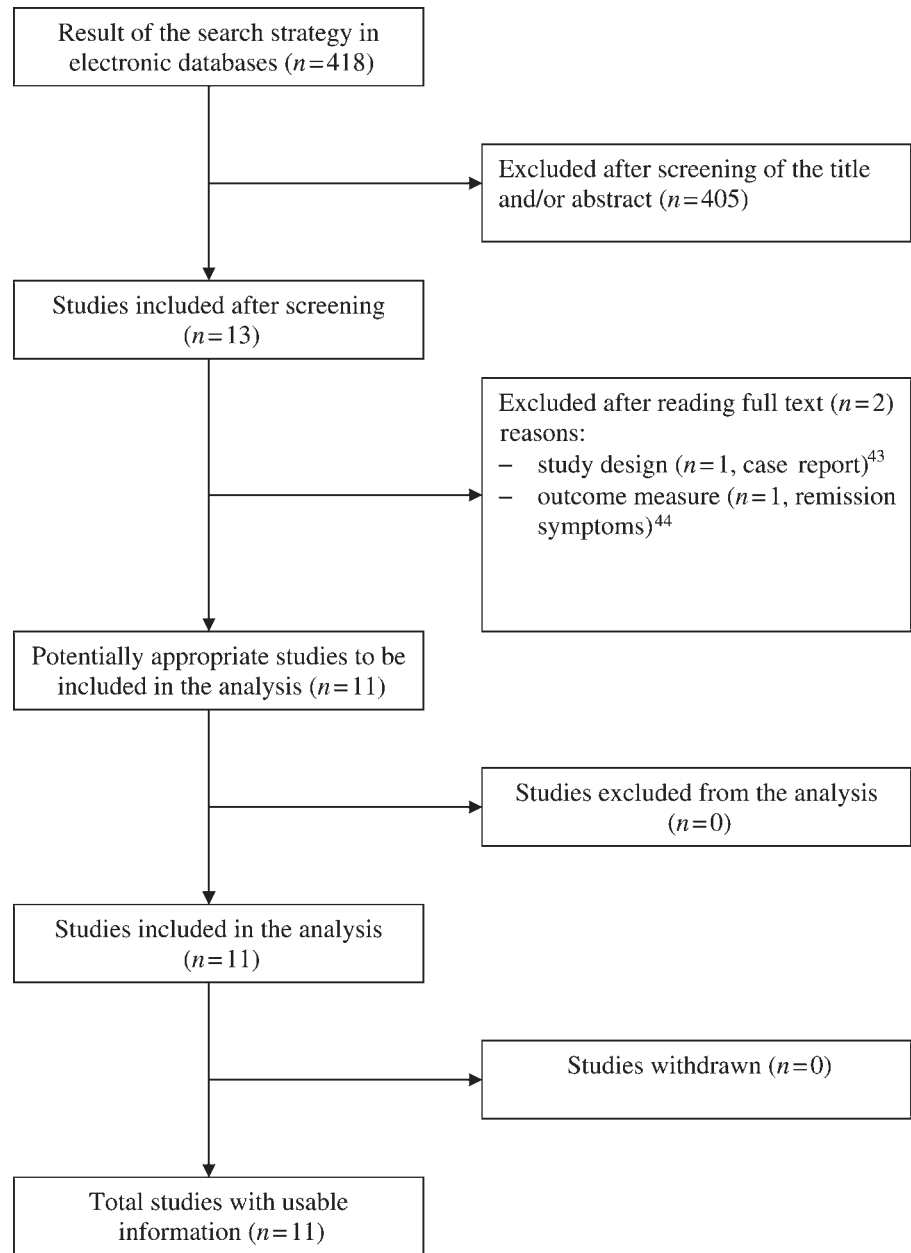 Result of the search strategy in
electronic databases (n=418)
Excluded after screening of the title
and/or abstract (n=405)
Studies included after screening
(n=13)
Excluded after reading full text (n=2)
reasons:
– study design (n=1, case report)43
– outcome measure (n=1, remission
symptoms)44
Potentially appropriate studies to be
included in the analysis (n=11)
Studies excluded from the analysis
(n=0)
Studies included in the analysis
(n=11)
Studies withdrawn (n=0)
Total studies with usable
information (n=11)